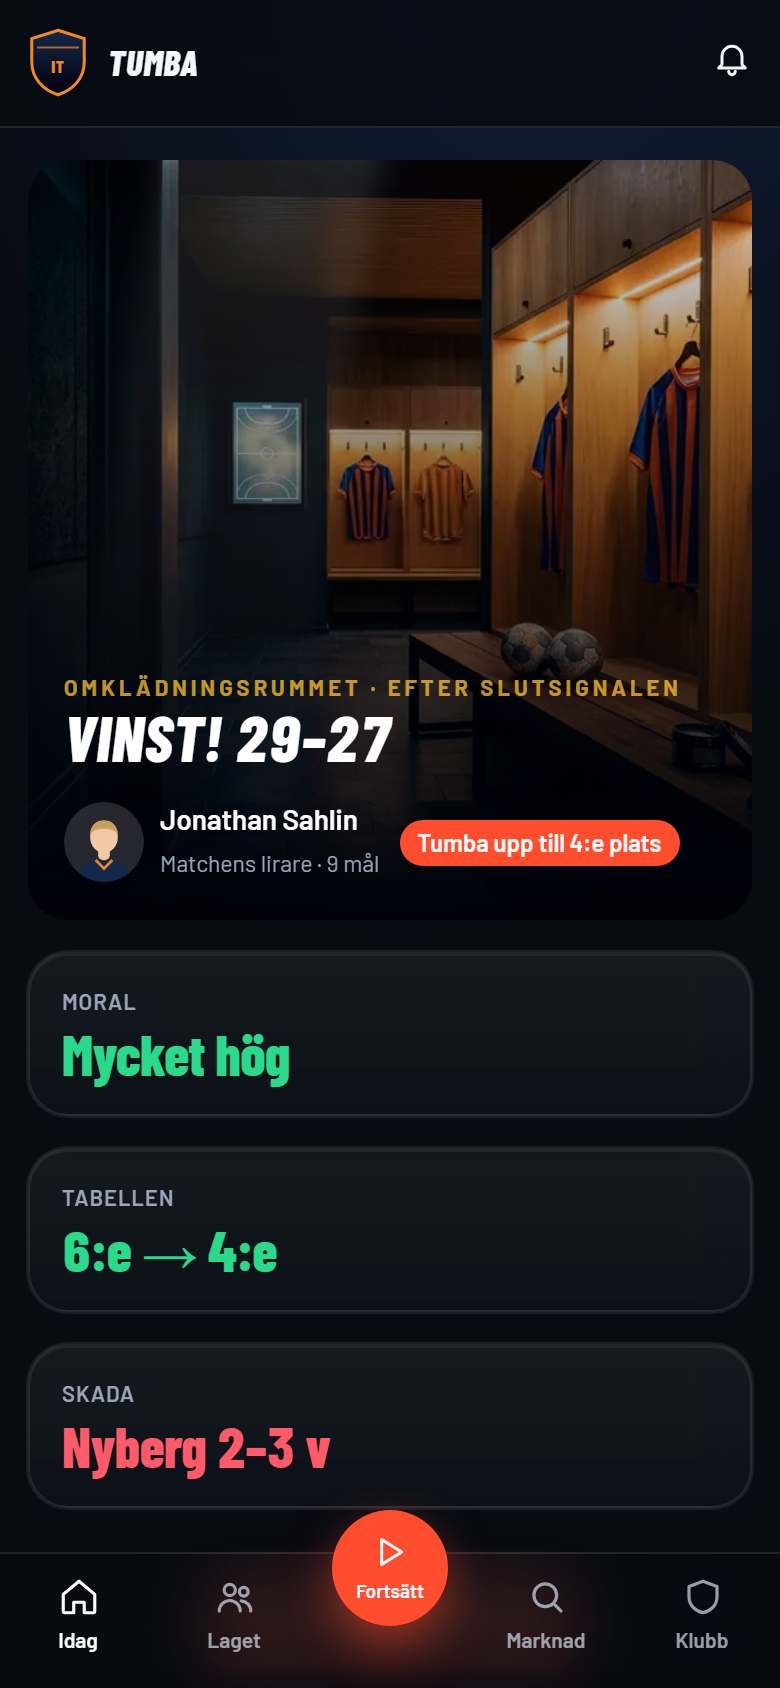 IT
TUMBA
OMKLÄDNINGSRUMMET · EFTER SLUTSIGNALEN
VINST! 29–27
Jonathan Sahlin
Matchens lirare · 9 mål
Tumba upp till 4:e plats
MORAL
Mycket hög
TABELLEN
6:e → 4:e
SKADA
Nyberg 2–3 v
Fortsätt
Idag
Laget
Marknad
Klubb